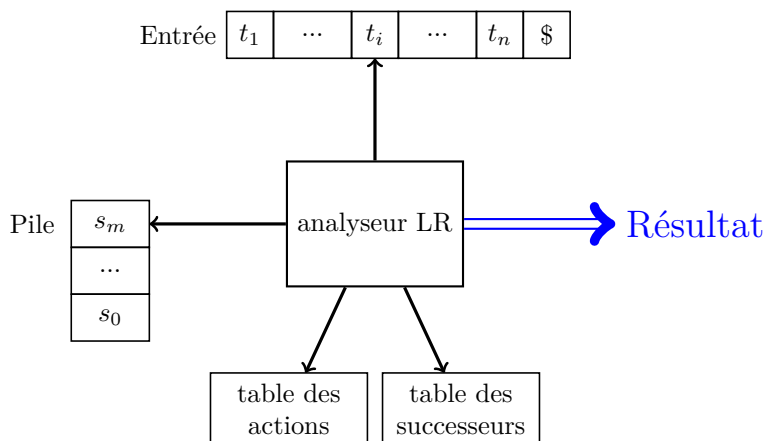 Entrée t₁ ... tᵢ ... tₙ $
analyseur LR
Résultat
Pile sₘ
...
s₀
table des
actions
table des
successeurs